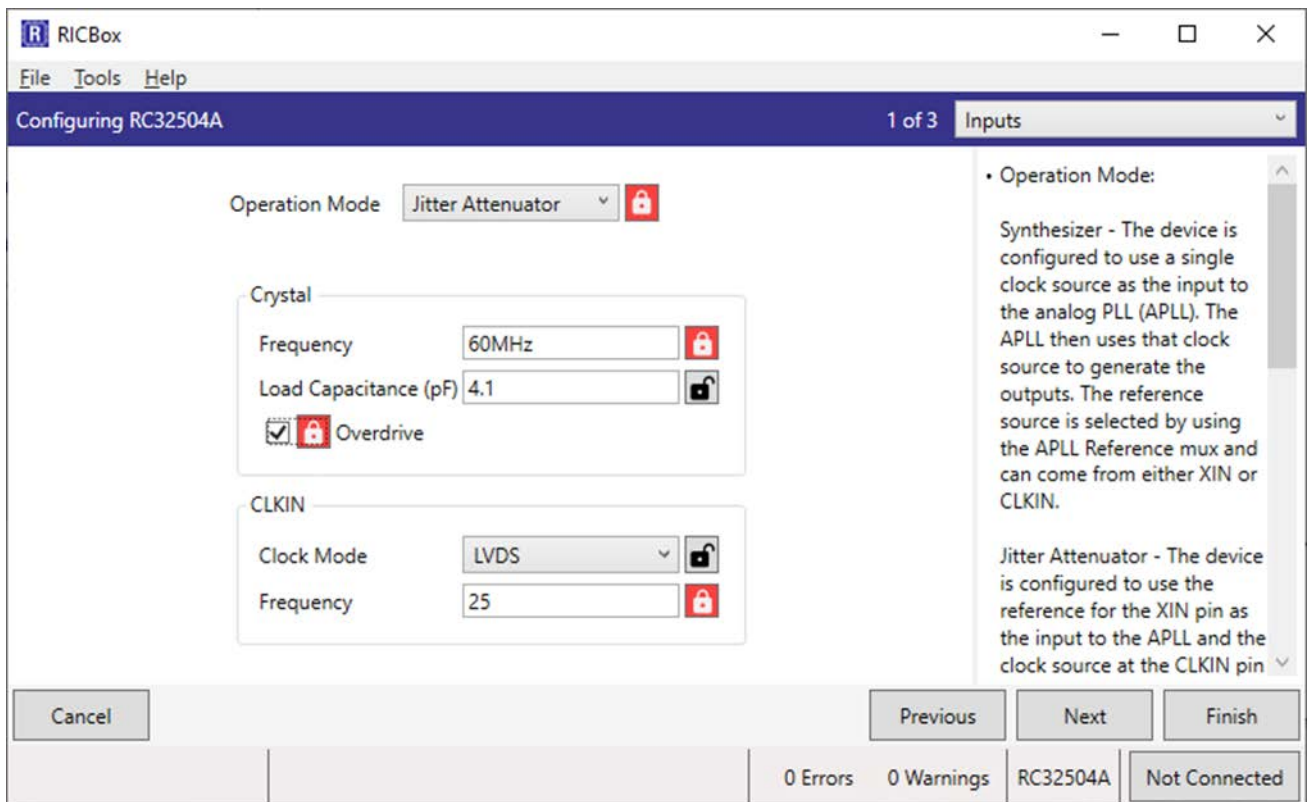 R RICBox
File Tools Help
Configuring RC32504A 1 of 3 Inputs
Operation Mode Jitter Attenuator
Crystal
Frequency 60MHz
Load Capacitance (pF) 4.1
Overdrive
CLKIN
Clock Mode LVDS
Frequency 25
• Operation Mode:
Synthesizer - The device is
configured to use a single
clock source as the input to
the analog PLL (APLL). The
APLL then uses that clock
source to generate the
outputs. The reference
source is selected by using
the APLL Reference mux and
can come from either XIN or
CLKIN.
Jitter Attenuator - The device
is configured to use the
reference for the XIN pin as
the input to the APLL and the
clock source at the CLKIN pin
Cancel Previous Next Finish
0 Errors 0 Warnings RC32504A Not Connected